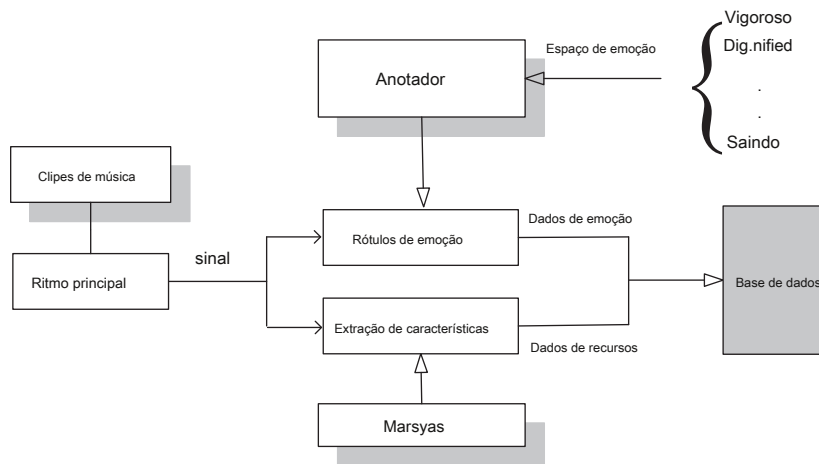 Vigoroso
Espaço de emoção
Dig.nified
Anotador
.
.
Saindo
Clipes de música
Dados de emoção
Rótulos de emoção
sinal
Ritmo principal
Base de dados
Extração de características
Dados de recursos
Marsyas